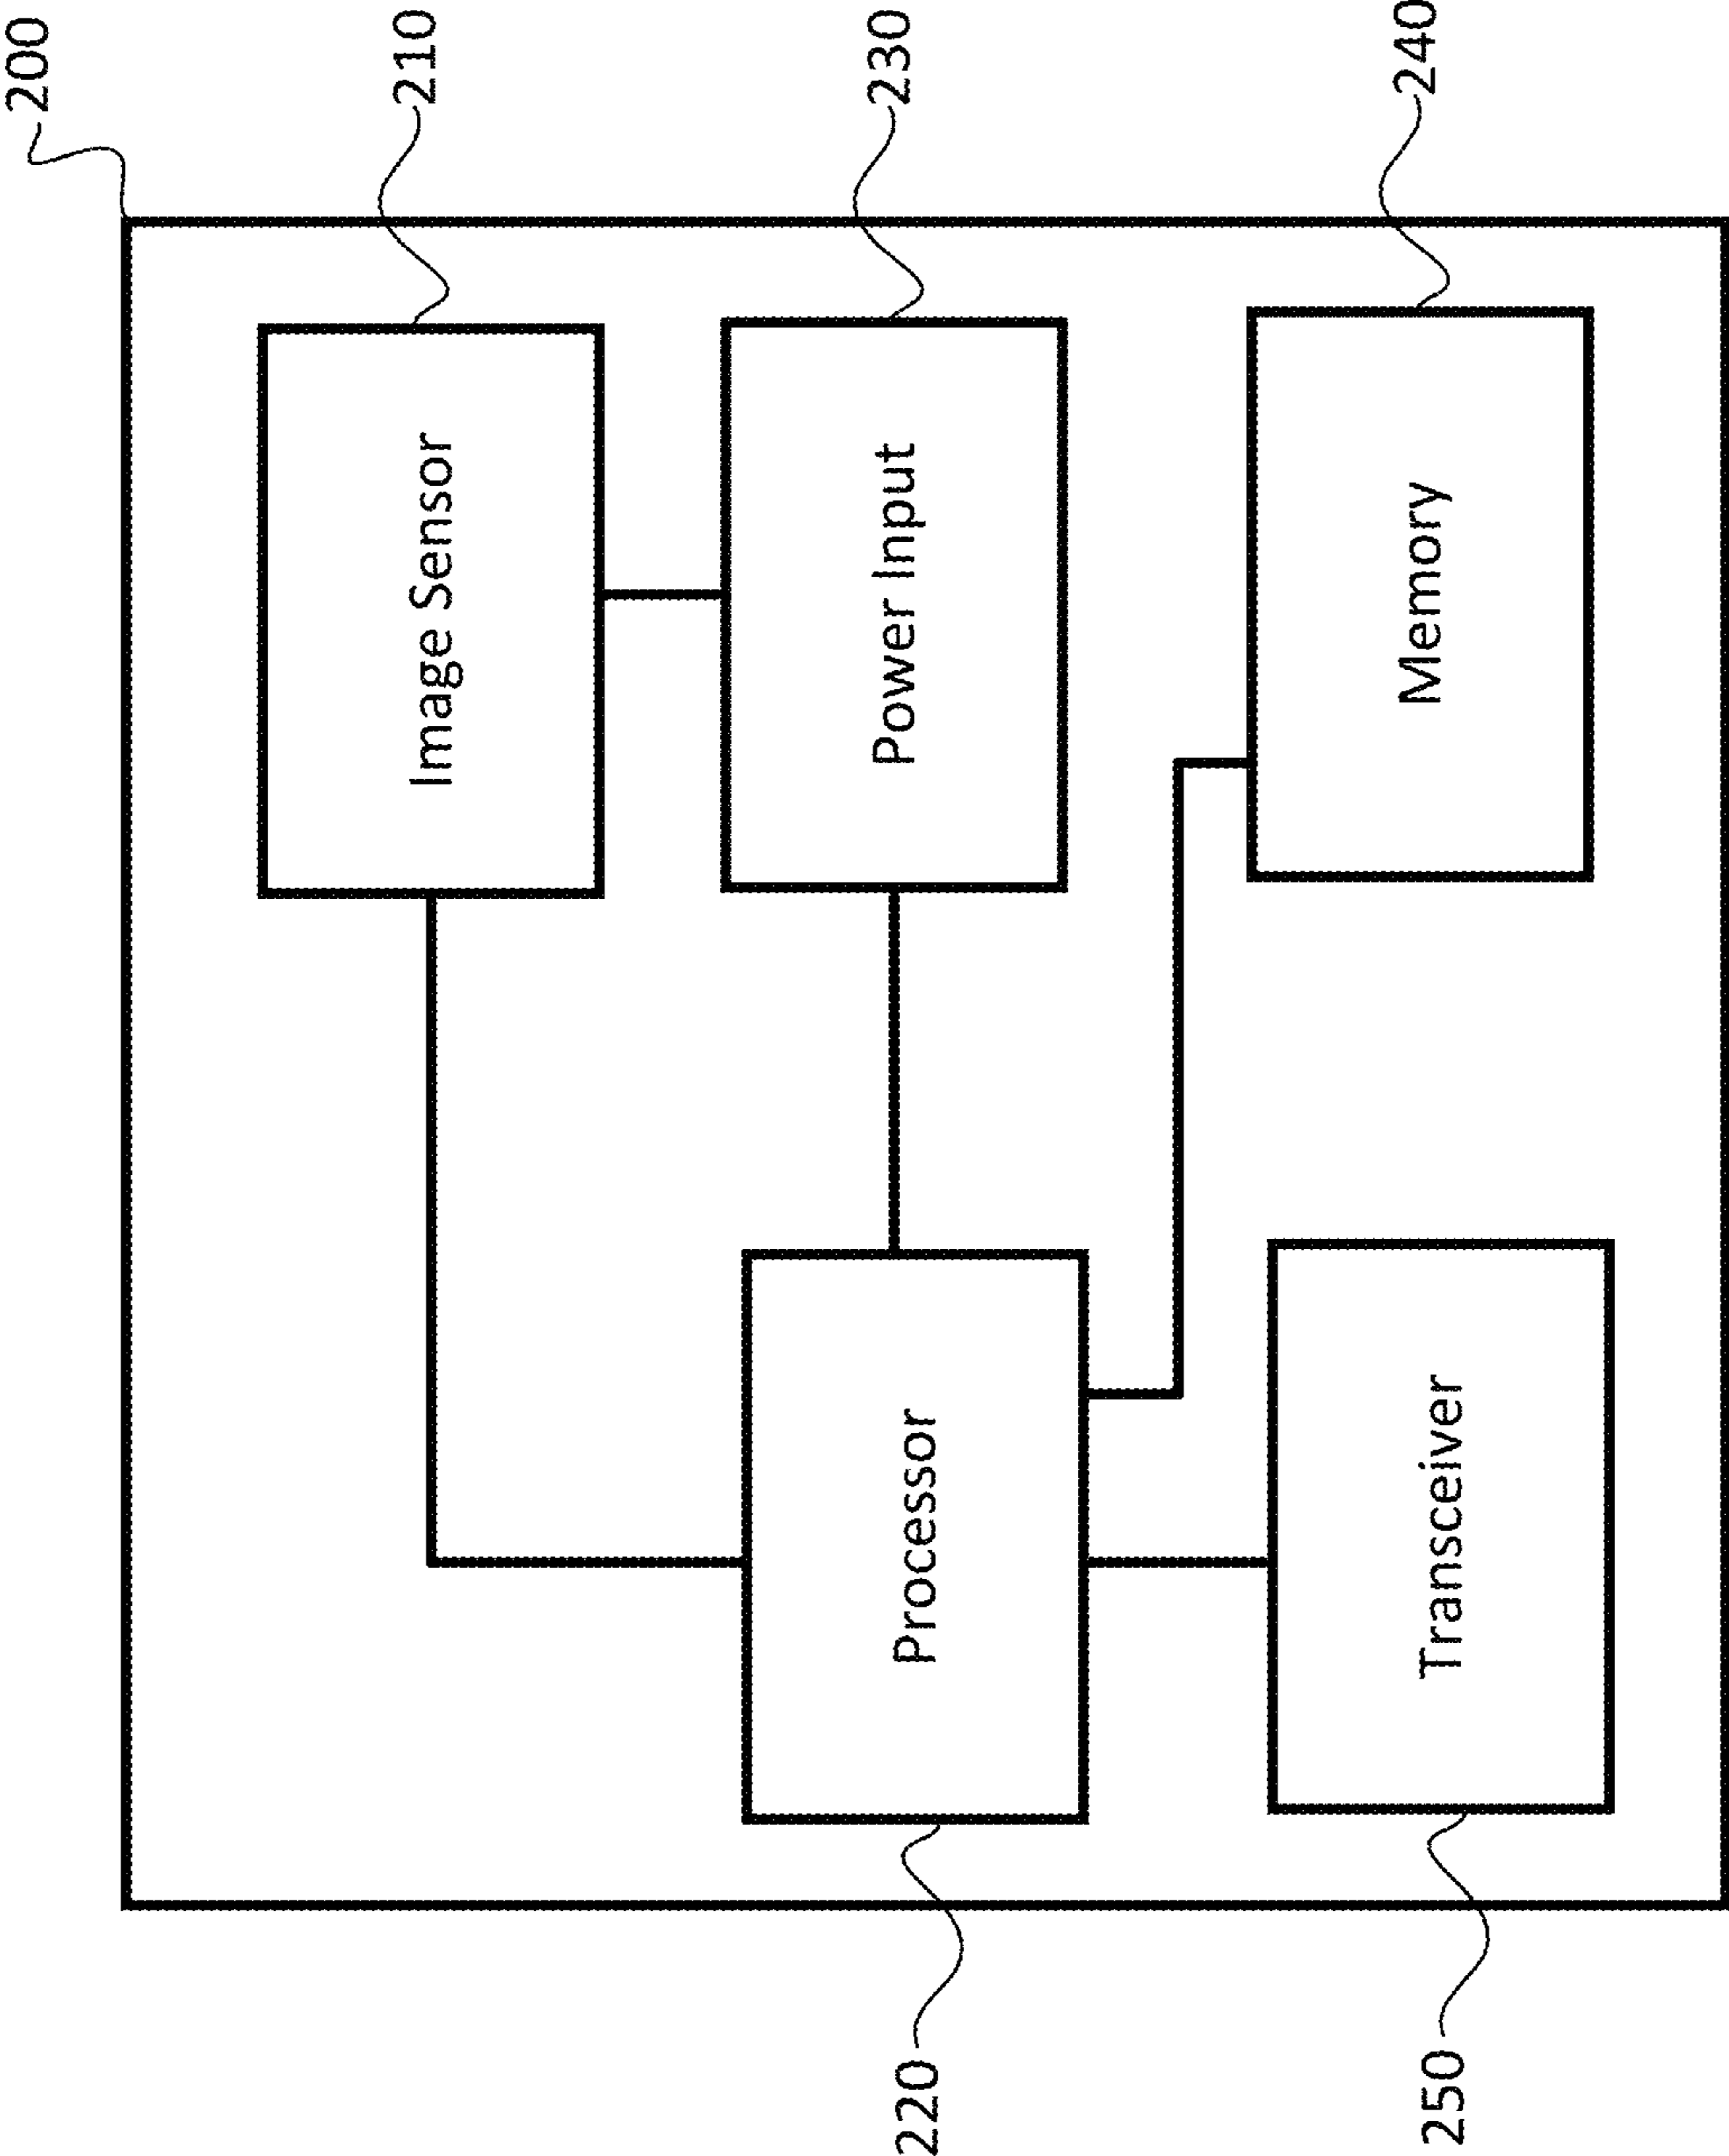 200
Image Sensor
210
Processor
220
Power Input
230
Memory
240
Transceiver
250